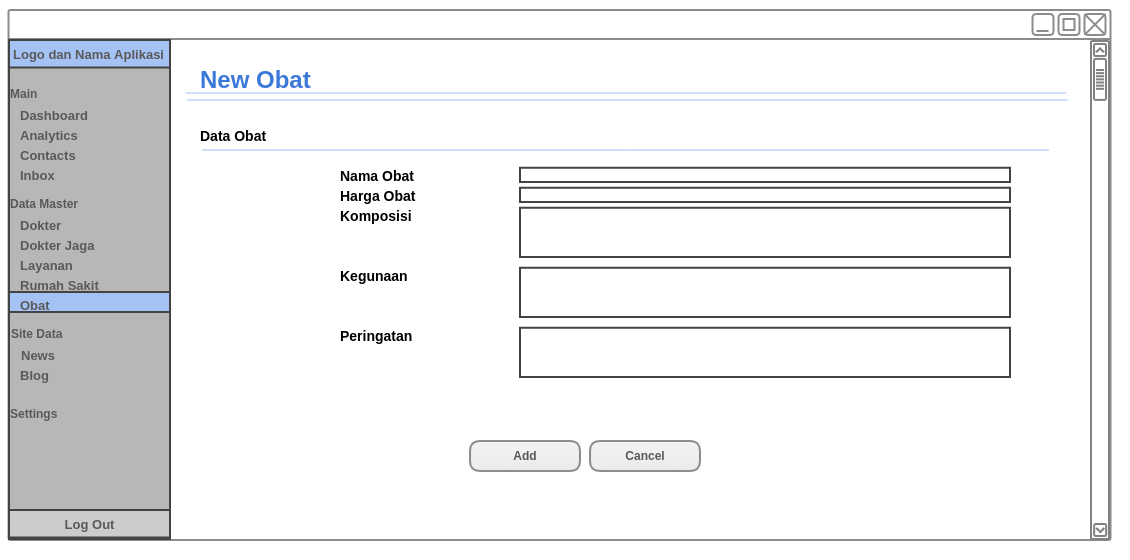 Logo dan Nama Aplikasi
Main
Dashboard
Analytics
Contacts
Inbox
Data Master
Dokter
Dokter Jaga
Layanan
Rumah Sakit
Obat
Site Data
News
Blog
Settings
Log Out
New Obat
Data Obat
Nama Obat
Harga Obat
Komposisi
Kegunaan
Peringatan
Add
Cancel